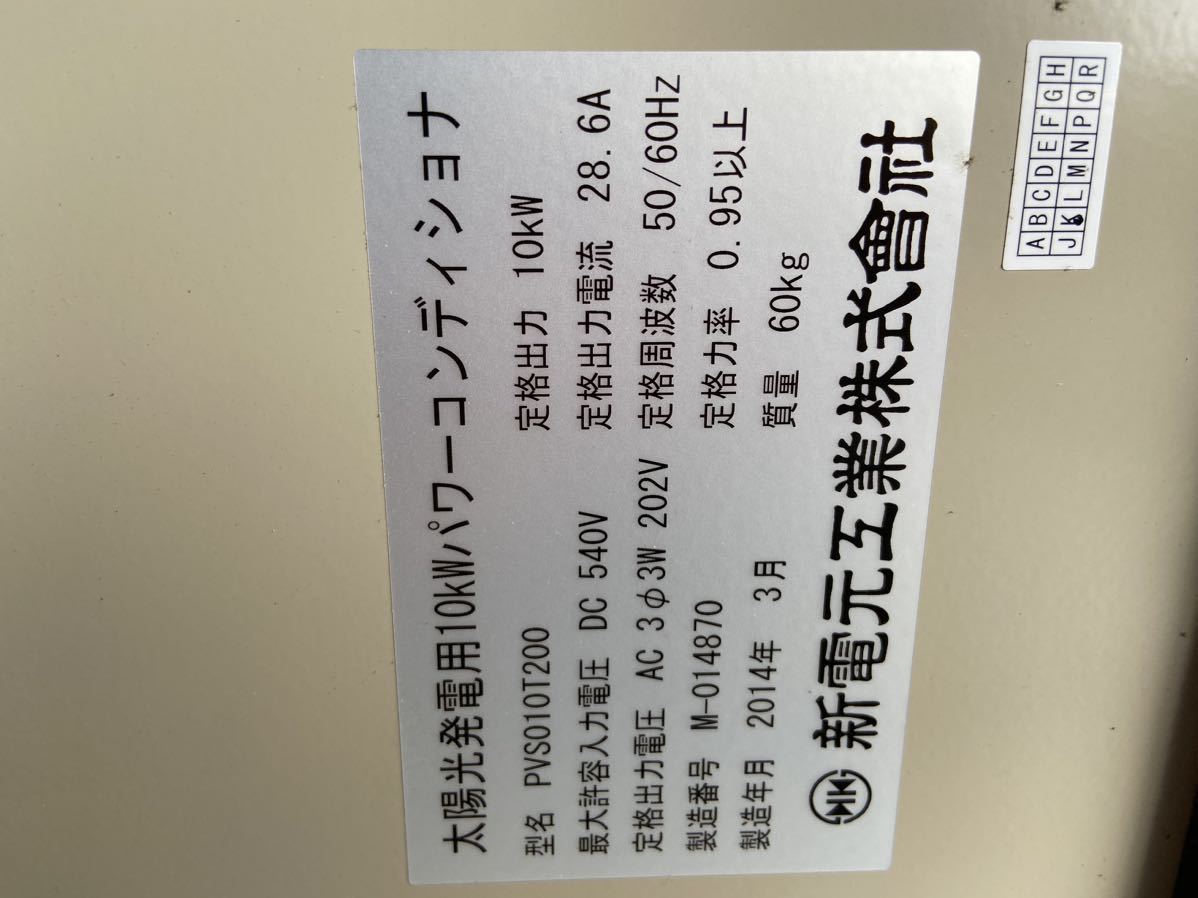 太陽光発電用10kWパワーコンディショナ
型名 PVS010T200 定格出力 10kW
最大許容入力電圧 DC 540V 定格出力電流 28.6A
定格出力電圧 AC 3φ3W 202V 定格周波数 50/60Hz
製造番号 M-014870 定格力率 0.95以上
製造年月 2014年 3月 質量 60kg
新電元工業株式會社
A B C D E F G H
J K L M N P Q R